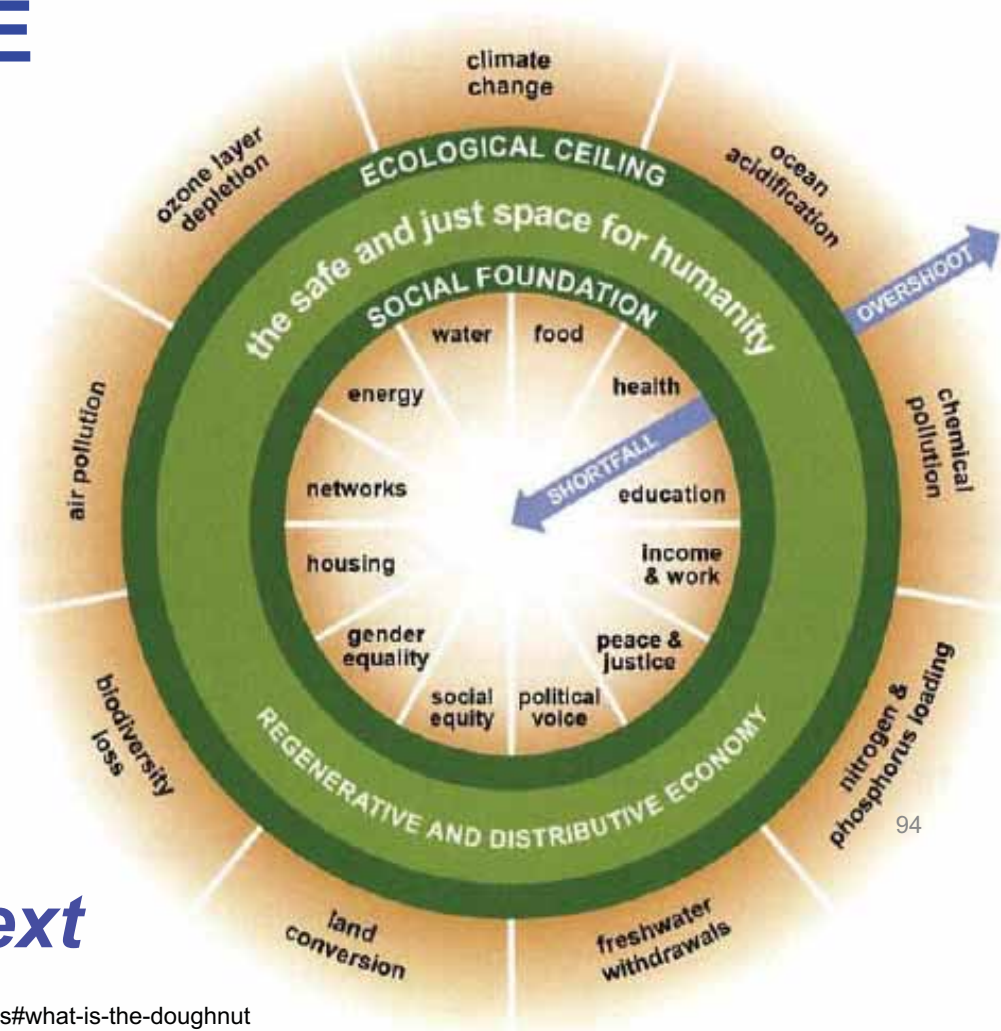 E
climate
change
ozone layer
depletion
ocean
acidification
ECOLOGICAL CEILING
the safe and just space for humanity
SOCIAL FOUNDATION
OVERSHOOT
water
food
energy
health
SHORTFALL
air pollution
chemical
pollution
networks
education
housing
income
& work
gender
equality
peace &
justice
social
equity
political
voice
biodiversity
loss
nitrogen &
phosphorus loading
REGENERATIVE AND DISTRIBUTIVE ECONOMY
94
land
conversion
freshwater
withdrawals
ext
s#what-is-the-doughnut